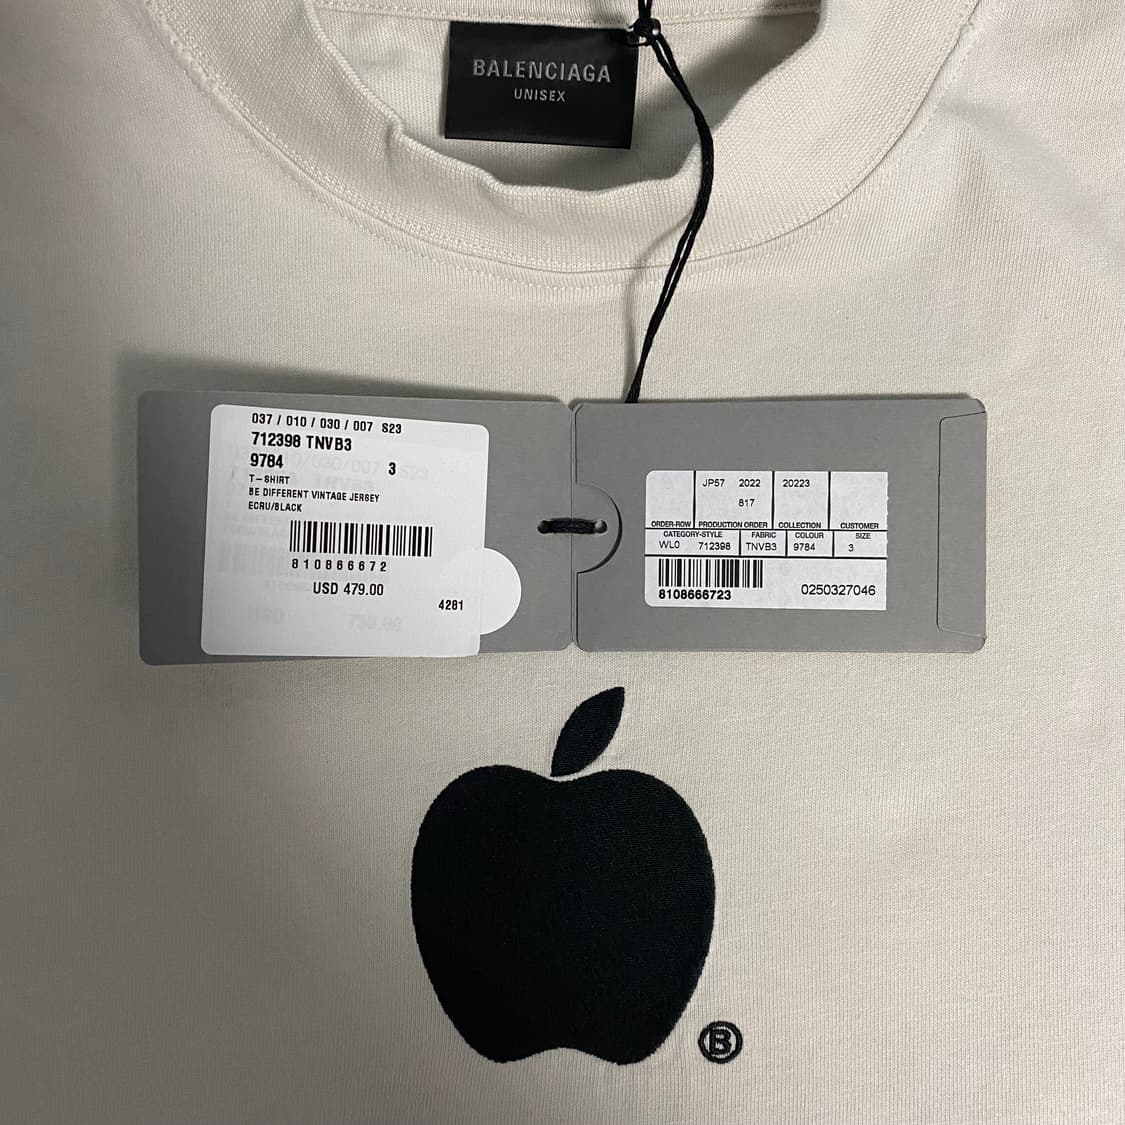 BALENCIAGA
UNISEX
037 / 010 / 030 / 007 S23
712398 TNVB3
9784 3
T-SHIRT
BE DIFFERENT VINTAGE JERSEY
ECRU/BLACK
810866672
USD 479.00
4281
JP57 2022 20223
817
ORDER-ROW PRODUCTION ORDER COLLECTION CUSTOMER
CATEGORY-STYLE FABRIC COLOUR SIZE
WL0 712398 TNVB3 9784 3
8108666723 0250327046
B